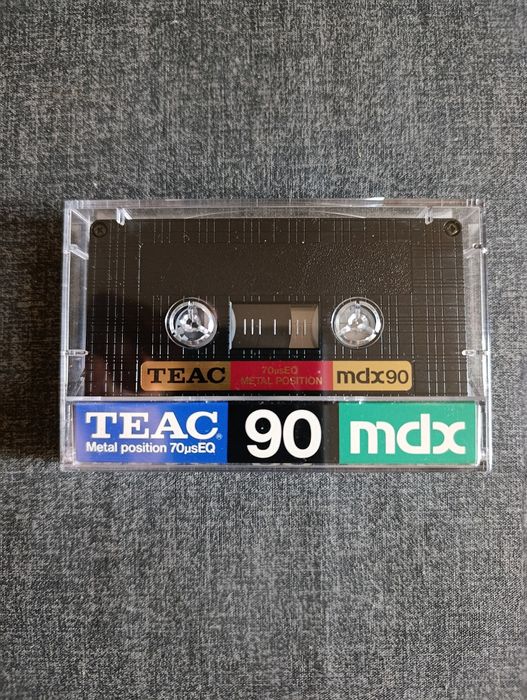 TEAC 70µsEQ METAL POSITION mdx90
TEAC® 90 mdx
Metal position 70µsEQ